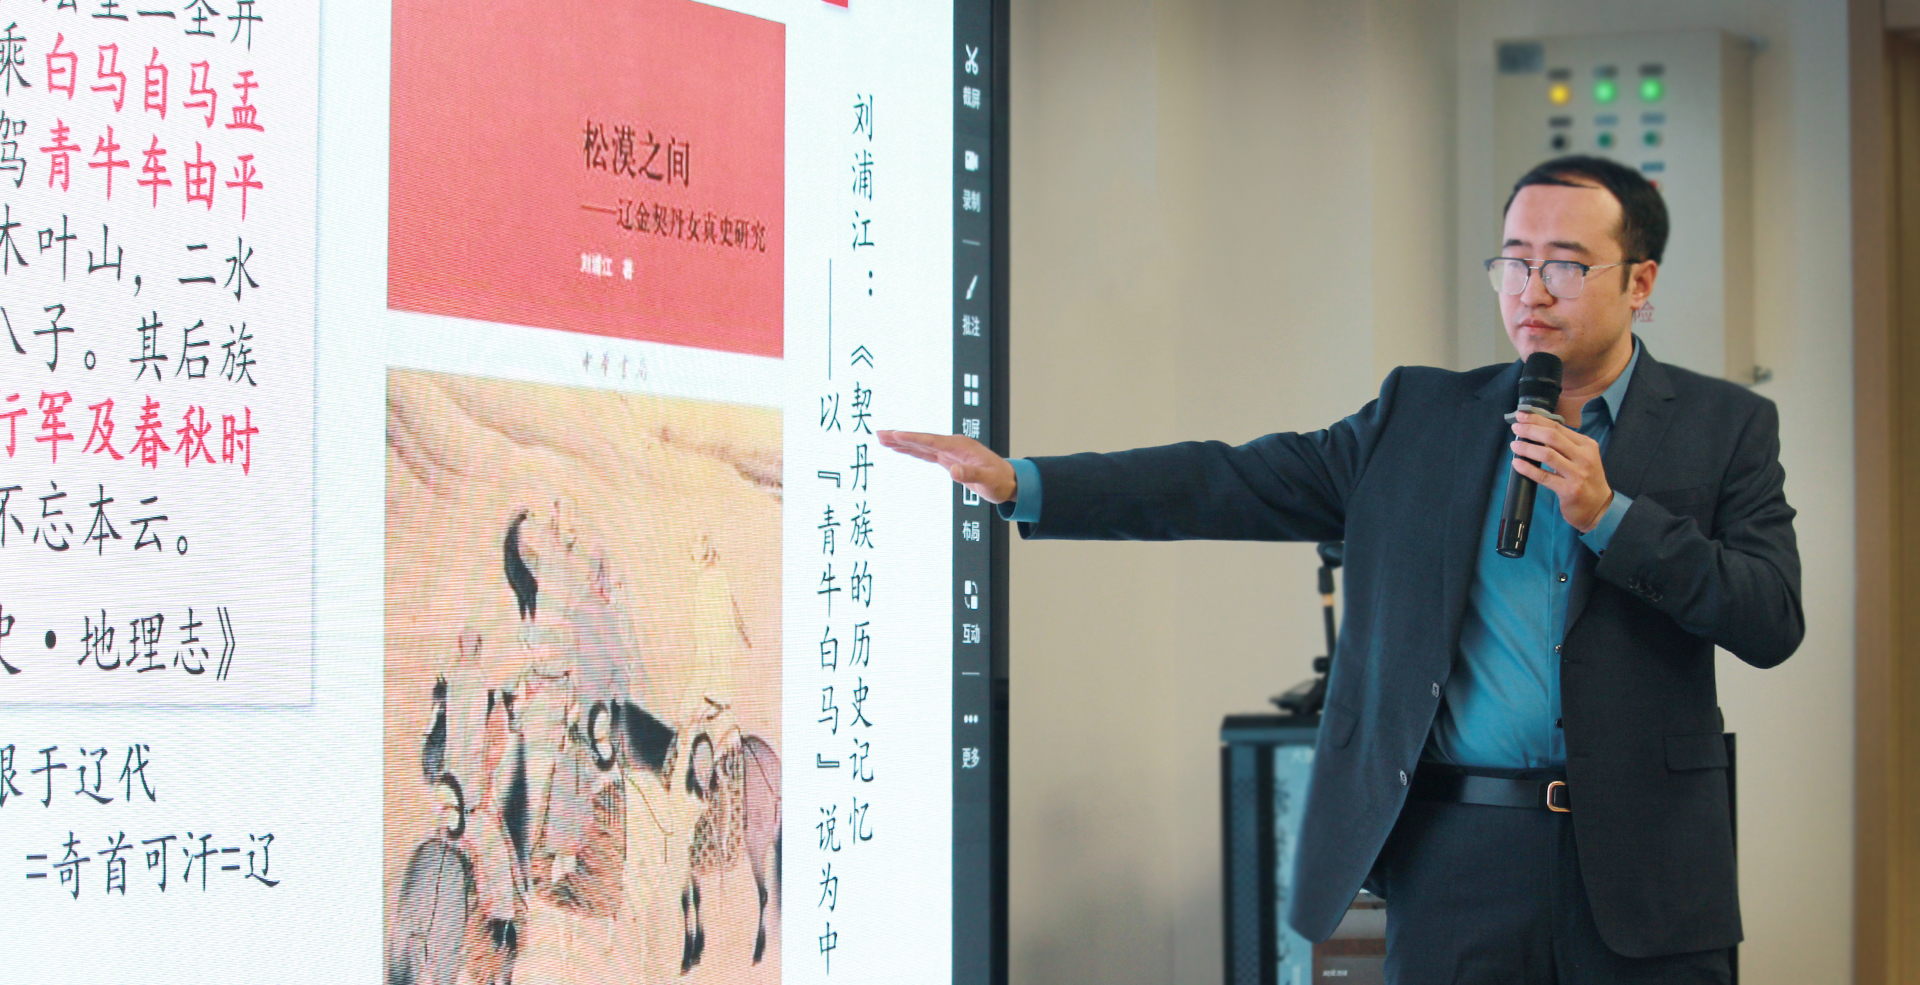 乘白马自马盂
驾青牛车由平
木叶山，二水
八子。其后族
行军及春秋时
不忘本云。
史·地理志》
于辽代
=奇首可汗=辽
松漠之间
——辽金契丹女真史研究
刘浦江 著
中华书局
刘浦江：《契丹族的历史记忆
——以『青牛白马』说为中
截屏
录制
批注
切屏
布局
互动
更多